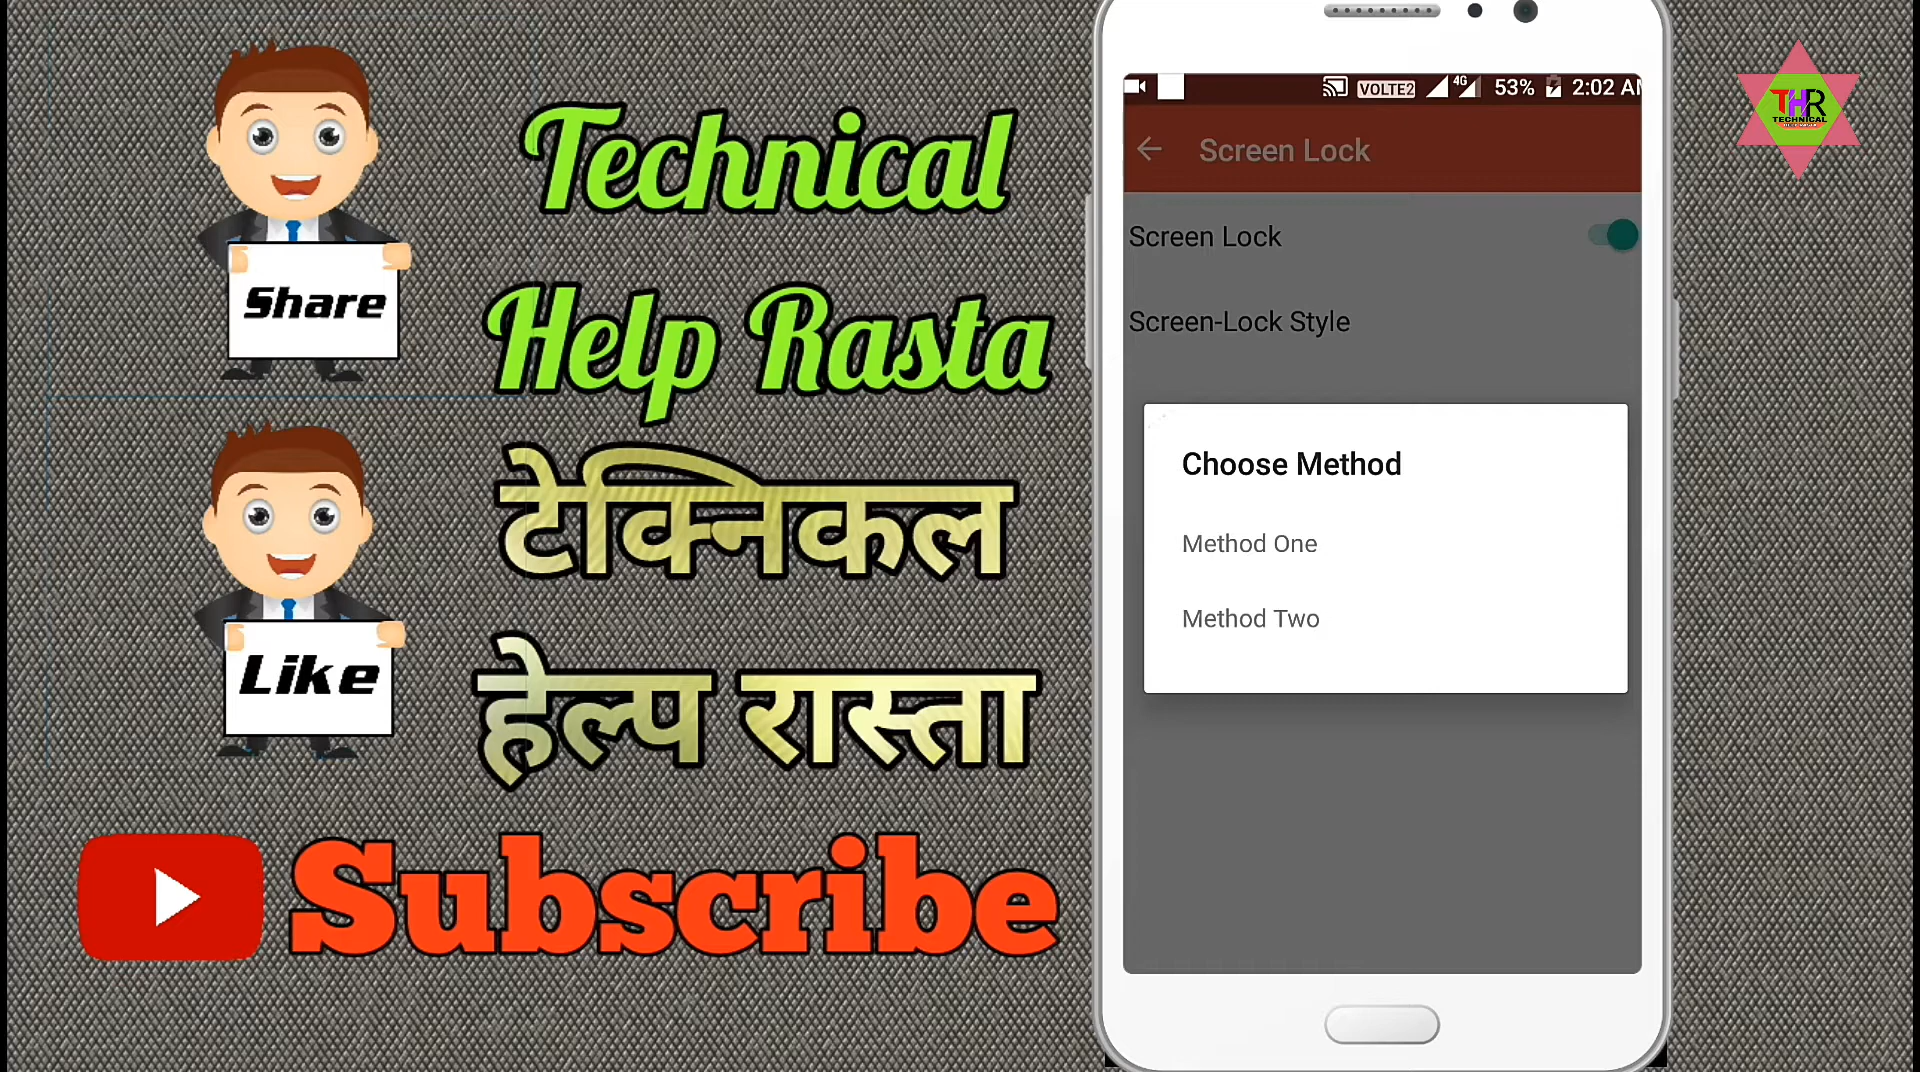 Share
Technical
Help Rasta
टेक्निकल
हेल्प रास्ता
Like
Subscribe
VOLTE2 4G 53% 2:02 AM
Screen Lock
Screen Lock
Screen-Lock Style
Choose Method
Method One
Method Two
THR
TECHNICAL